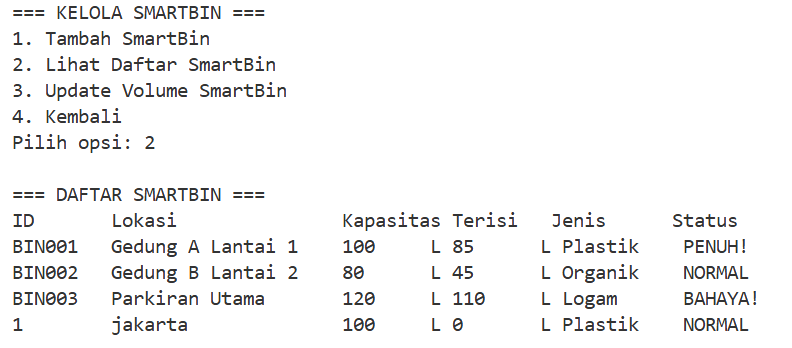 === KELOLA SMARTBIN ===
1. Tambah SmartBin
2. Lihat Daftar SmartBin
3. Update Volume SmartBin
4. Kembali
Pilih opsi: 2

=== DAFTAR SMARTBIN ===
ID       Lokasi               Kapasitas Terisi   Jenis      Status
BIN001   Gedung A Lantai 1    100     L 85      L Plastik    PENUH!
BIN002   Gedung B Lantai 2    80      L 45      L Organik    NORMAL
BIN003   Parkiran Utama       120     L 110     L Logam      BAHAYA!
1        jakarta              100     L 0       L Plastik    NORMAL